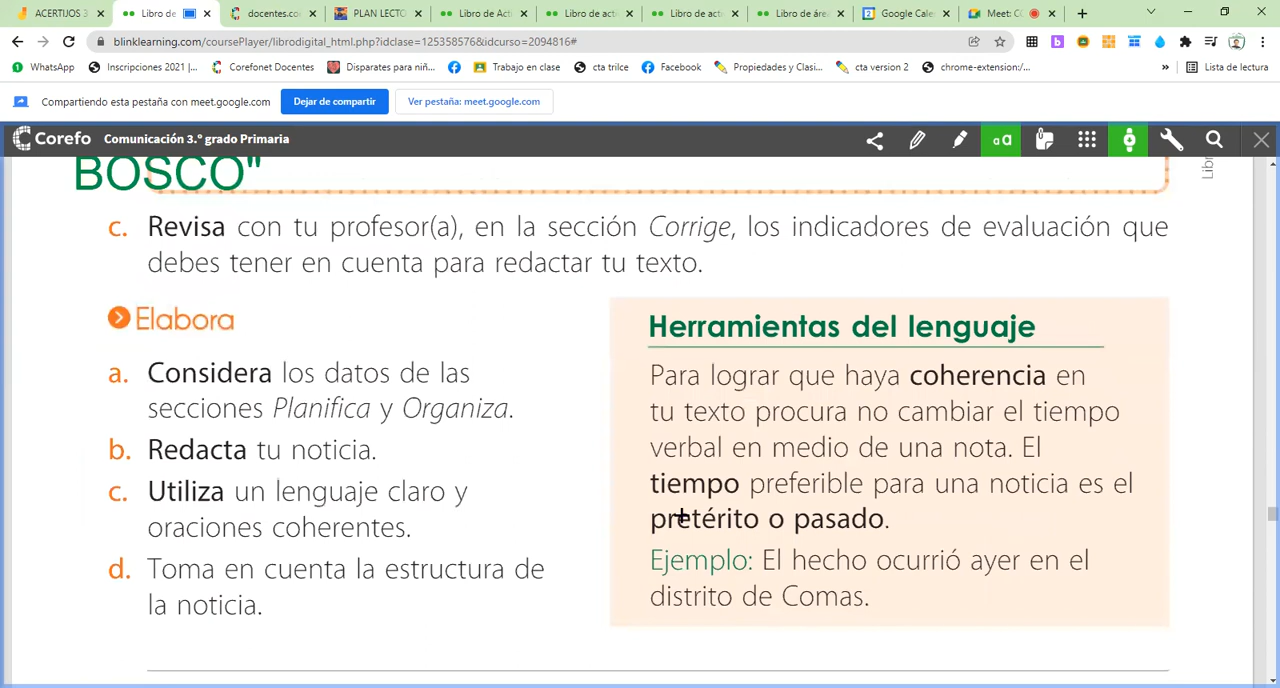 ACERTIJOS 3
Libro de
docentes.co
PLAN LECTO
Libro de Acti
Libro de acti
Libro de acti
Libro de área
Google Cale
Meet: CC
blinklearning.com/coursePlayer/librodigital_html.php?idclase=125358576&idcurso=2094816#
WhatsApp
Inscripciones 2021 |...
Corefonet Docentes
Disparates para niñ...
Trabajo en clase
cta trilce
Facebook
Propiedades y Clasi...
cta version 2
chrome-extension:/...
»
Lista de lectura
Compartiendo esta pestaña con meet.google.com
Dejar de compartir
Ver pestaña: meet.google.com
Corefo
Comunicación 3.º grado Primaria
aa
BOSCO"
Libr
c. Revisa con tu profesor(a), en la sección Corrige, los indicadores de evaluación que
debes tener en cuenta para redactar tu texto.
Elabora
a. Considera los datos de las
secciones Planifica y Organiza.
b. Redacta tu noticia.
c. Utiliza un lenguaje claro y
oraciones coherentes.
d. Toma en cuenta la estructura de
la noticia.
Herramientas del lenguaje
Para lograr que haya coherencia en
tu texto procura no cambiar el tiempo
verbal en medio de una nota. El
tiempo preferible para una noticia es el
pretérito o pasado.
Ejemplo: El hecho ocurrió ayer en el
distrito de Comas.